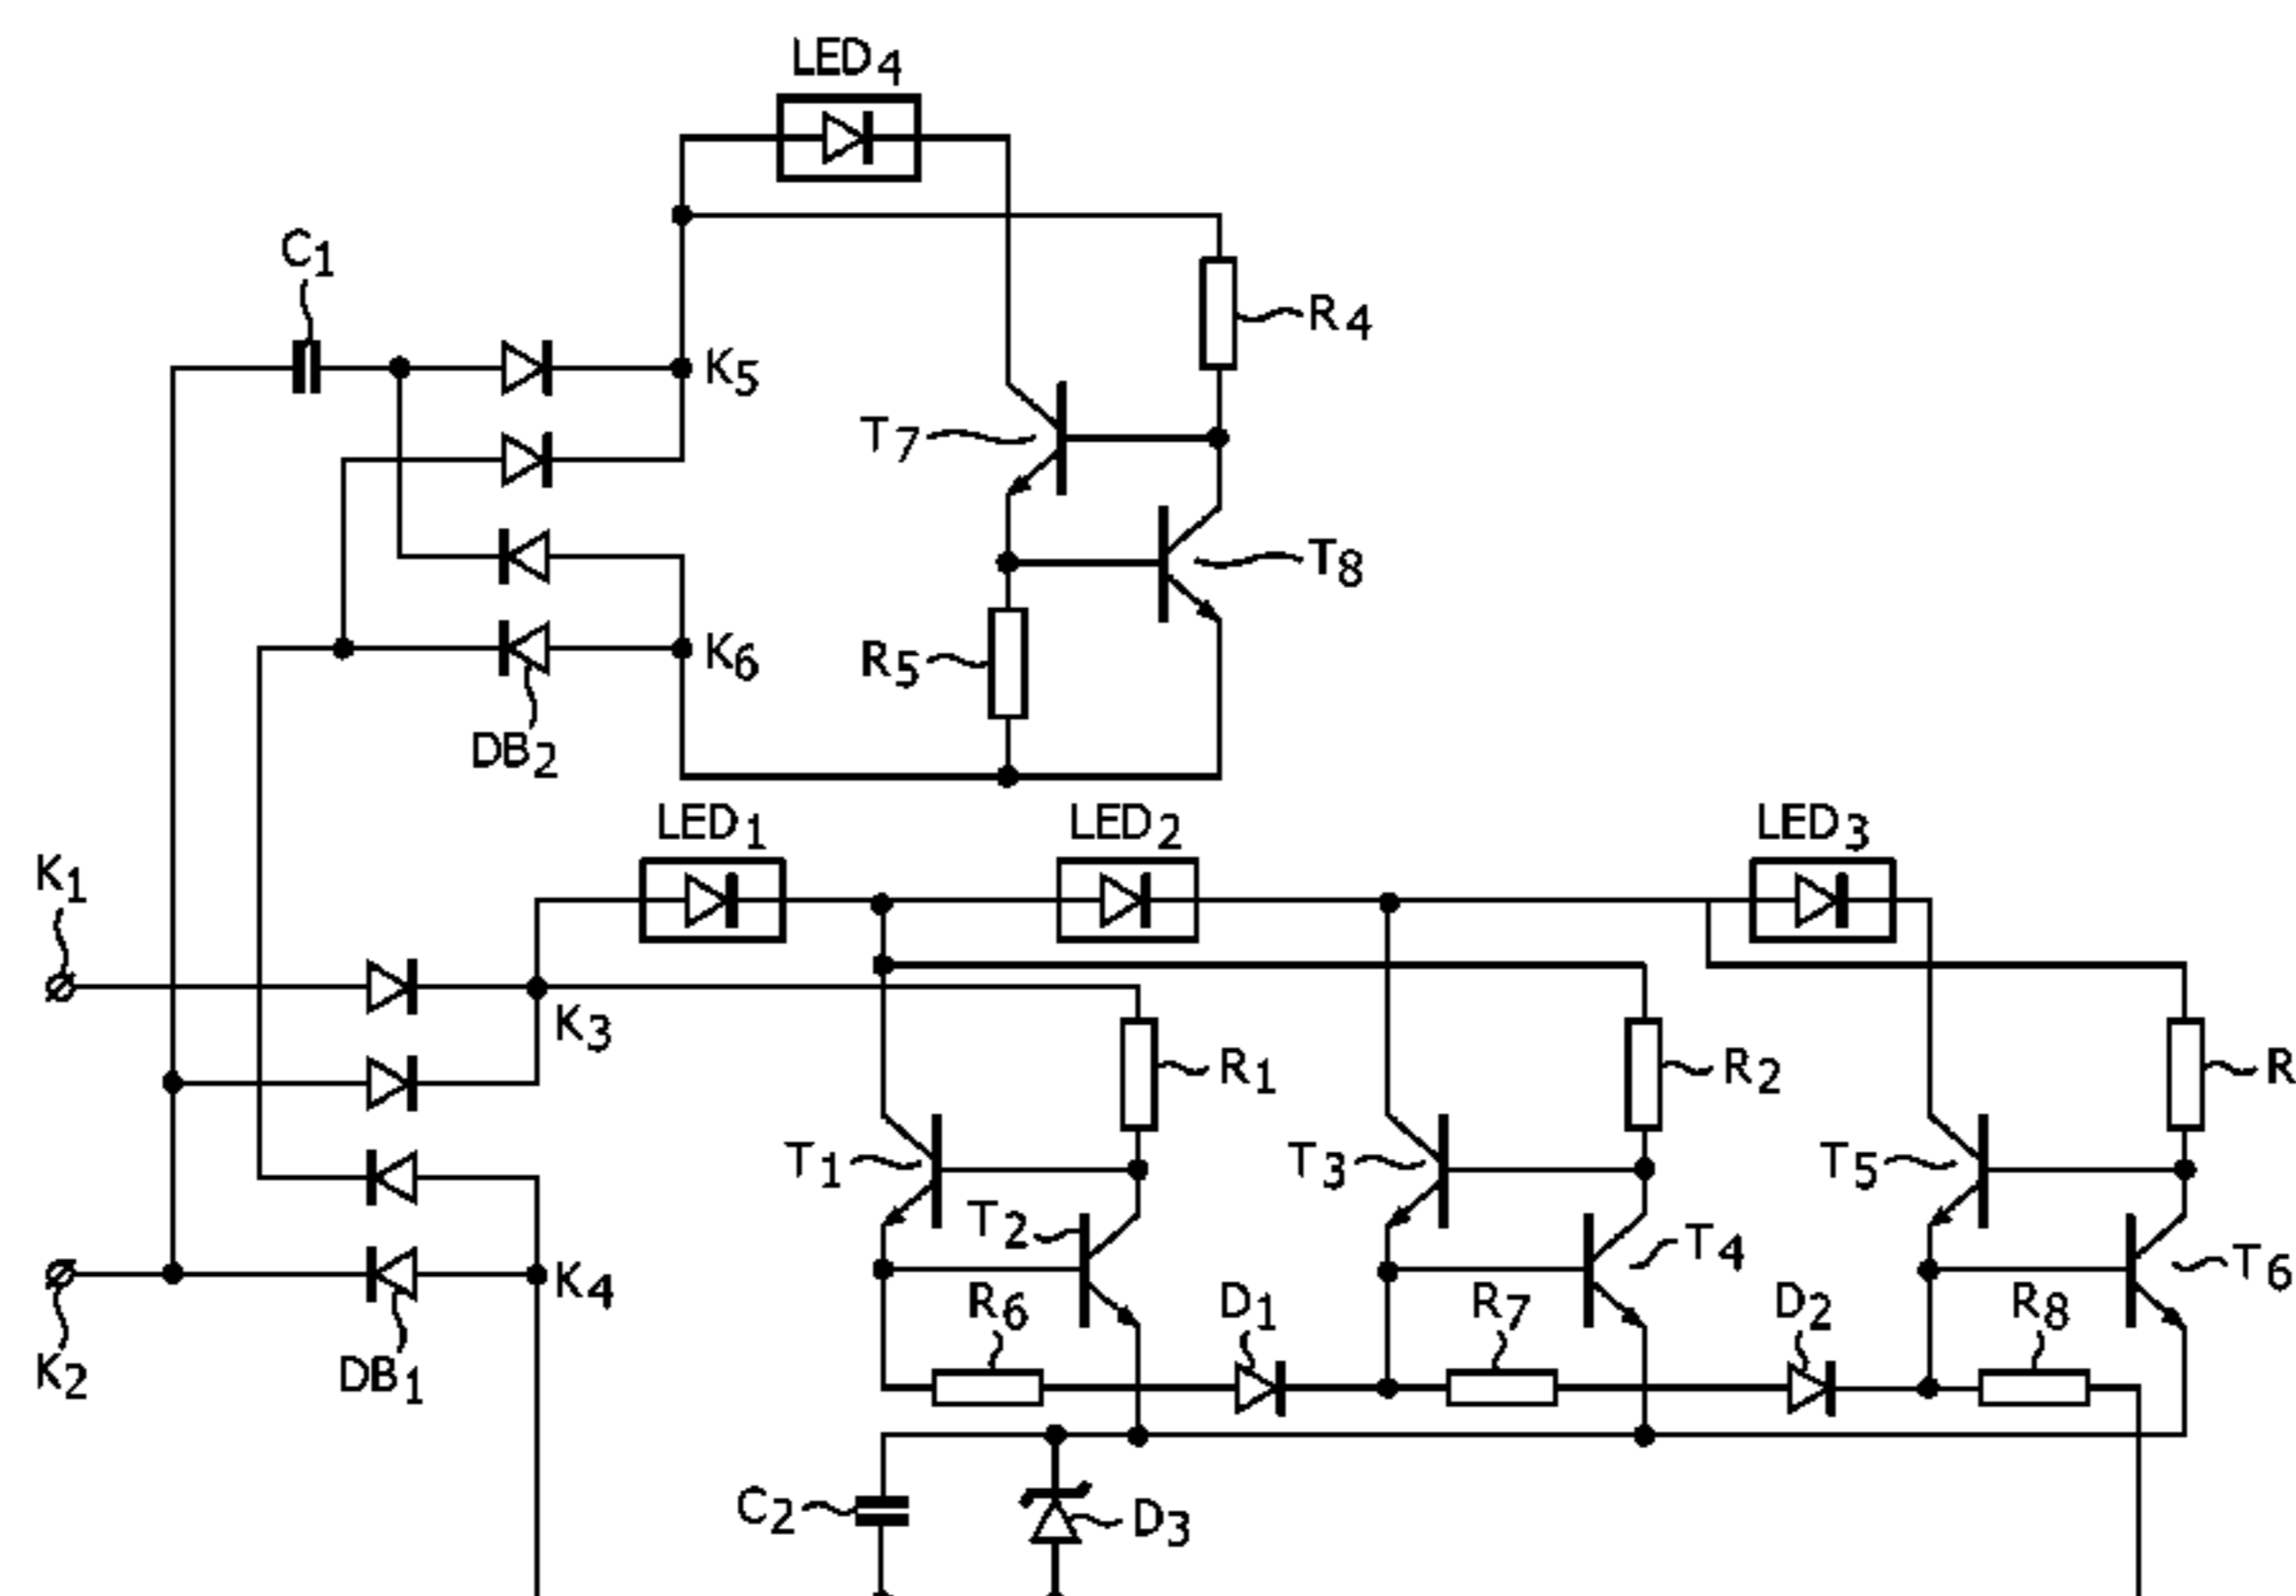 LED4
C1
R4
K5
T7
T8
R5
K6
DB2
LED1
LED2
LED3
K1
K3
R1
R2
R
T1
T3
T5
T2
T4
T6
K4
R6
D1
R7
D2
R8
K2
DB1
C2
D3